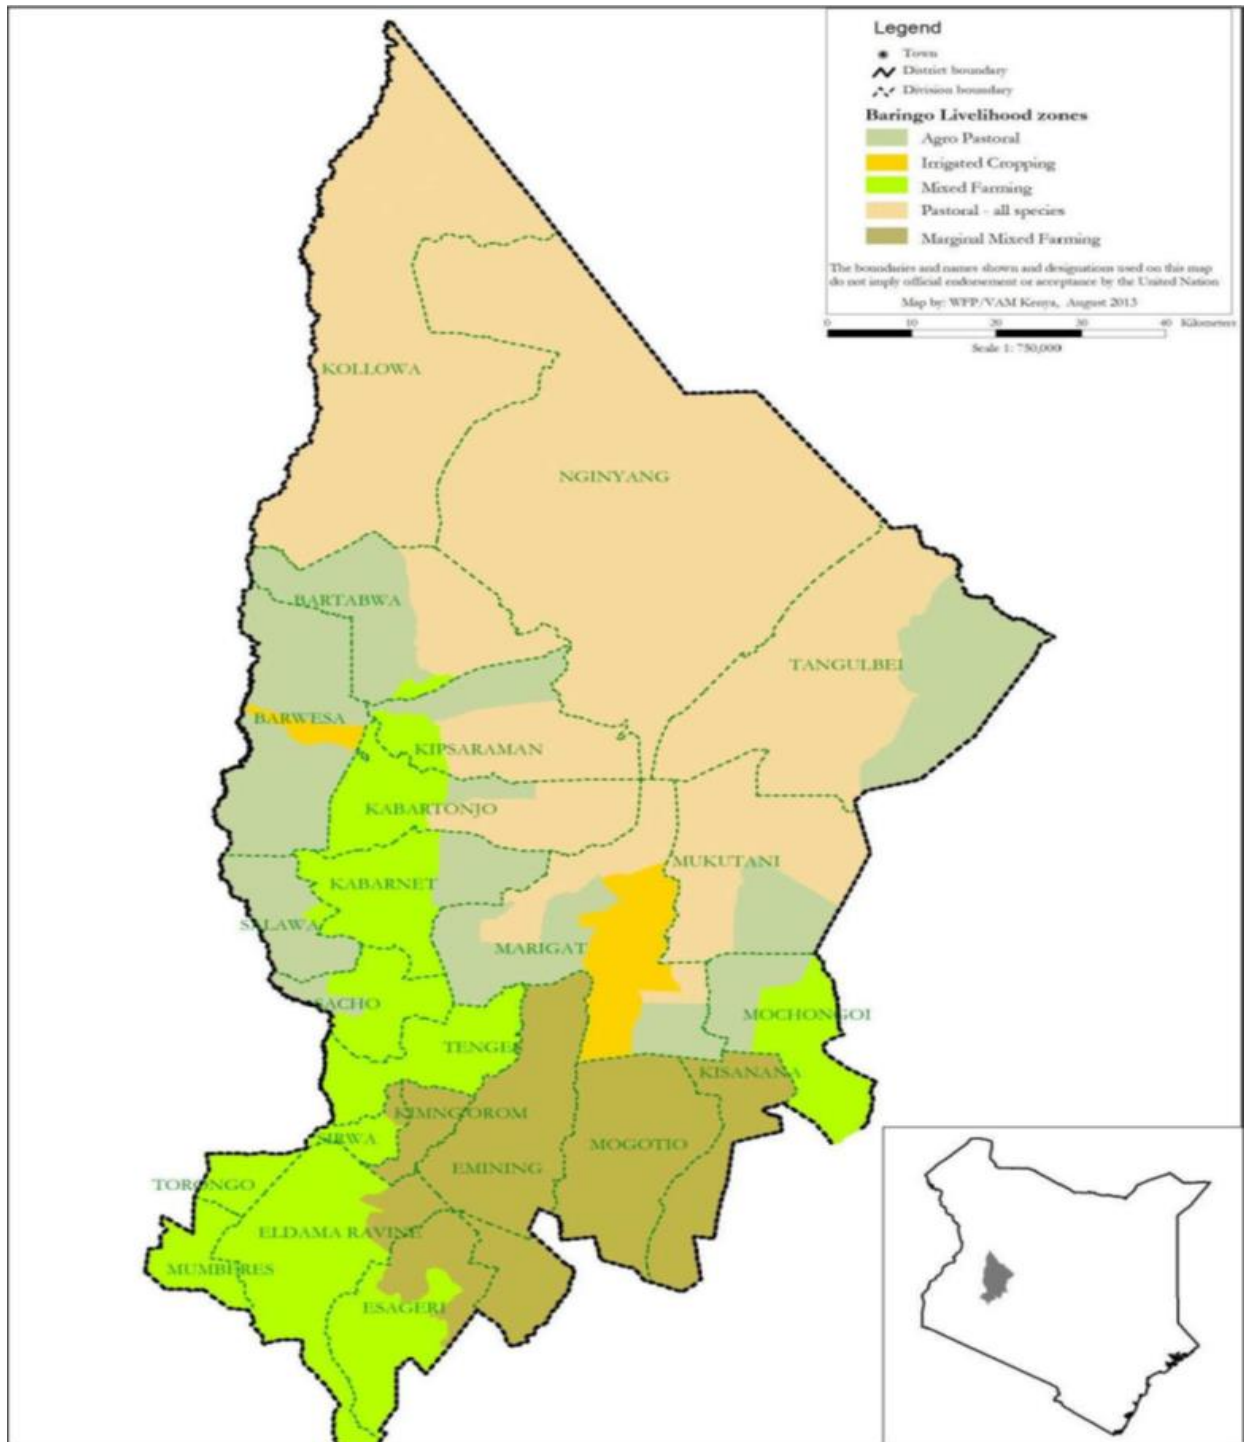 Legend
Town
District boundary
Division boundary
Baringo Livelihood zones
Agro Pastoral
Irrigated Cropping
Mixed Farming
Pastoral - all species
Marginal Mixed Farming
The boundaries and names shown and designations used on this map
do not imply official endorsement or acceptance by the United Nation
Map by: WFP/VAM Kenya, August 2013
0 10 20 30 40 Kilometers
Scale 1: 750,000
KOLLOWA
NGINYANG
BARTABWA
TANGULBEI
BARWESA
KIPSARAMAN
KABARTONJO
MUKUTANI
KABARNET
SALAWA
MARIGAT
SACHO
MOCHONGOI
TENGES
KISANANA
KIMNGOROM
SIRWA
MOGOTIO
EMINING
TORONGO
ELDAMA RAVINE
MUMBERES
ESAGERI